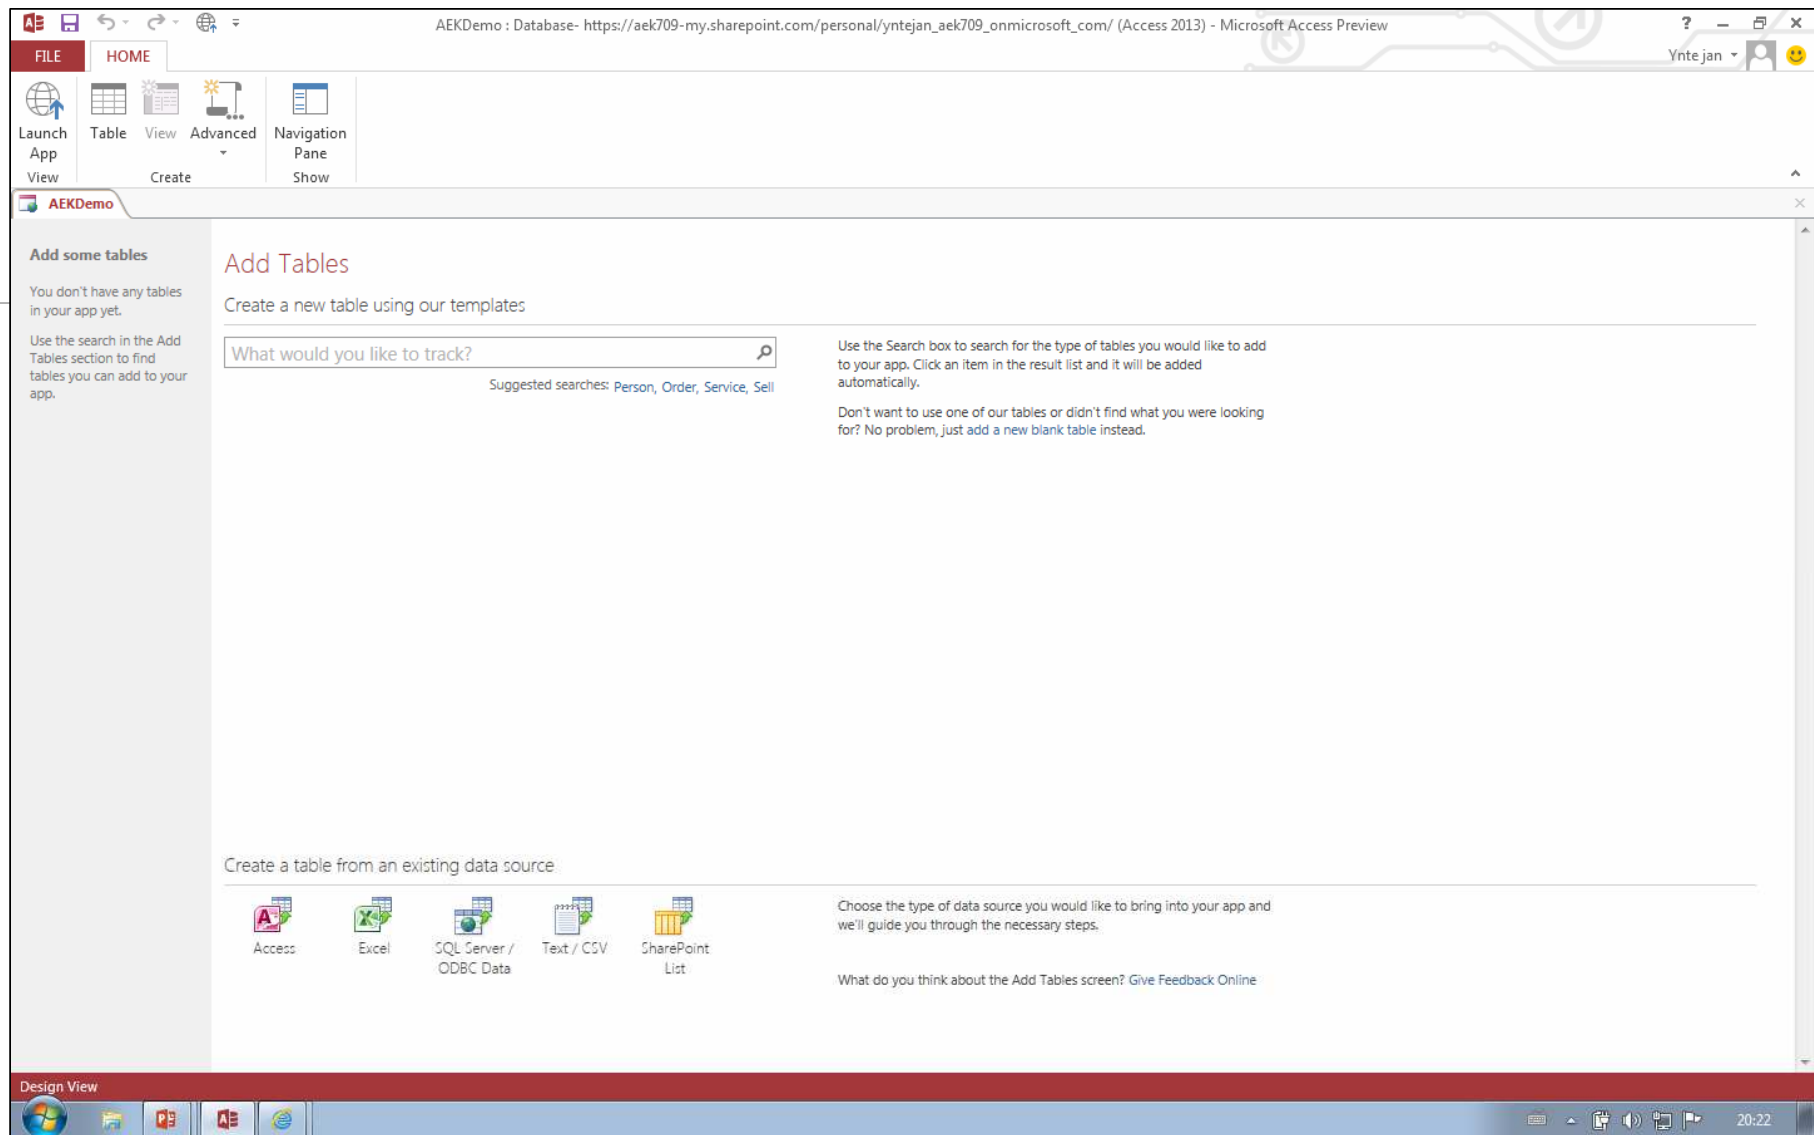 AEKDemo : Database- https://aek709-my.sharepoint.com/personal/yntejan_aek709_onmicrosoft_com/ (Access 2013) - Microsoft Access Preview
FILE
HOME
Ynte jan
Launch App
Table
View
Advanced
Navigation Pane
View
Create
Show
AEKDemo
Add some tables
You don't have any tables
in your app yet.
Use the search in the Add
Tables section to find
tables you can add to your
app.
Add Tables
Create a new table using our templates
What would you like to track?
Suggested searches: Person, Order, Service, Sell
Use the Search box to search for the type of tables you would like to add
to your app. Click an item in the result list and it will be added
automatically.
Don't want to use one of our tables or didn't find what you were looking
for? No problem, just add a new blank table instead.
Create a table from an existing data source
Access
Excel
SQL Server /
ODBC Data
Text / CSV
SharePoint
List
Choose the type of data source you would like to bring into your app and
we'll guide you through the necessary steps.
What do you think about the Add Tables screen? Give Feedback Online
Design View
20:22